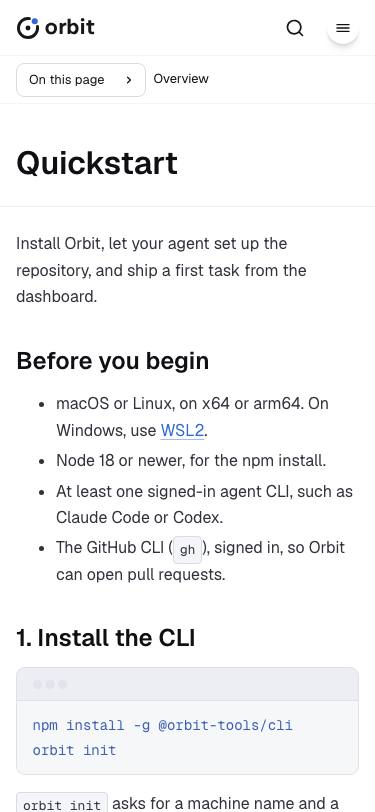 orbit
On this page
Overview
Quickstart
Install Orbit, let your agent set up the
repository, and ship a first task from the
dashboard.
Before you begin
macOS or Linux, on x64 or arm64. On
Windows, use WSL2.
Node 18 or newer, for the npm install.
At least one signed-in agent CLI, such as
Claude Code or Codex.
The GitHub CLI (gh), signed in, so Orbit
can open pull requests.
1. Install the CLI
npm install -g @orbit-tools/cli
orbit init
orbit init asks for a machine name and a